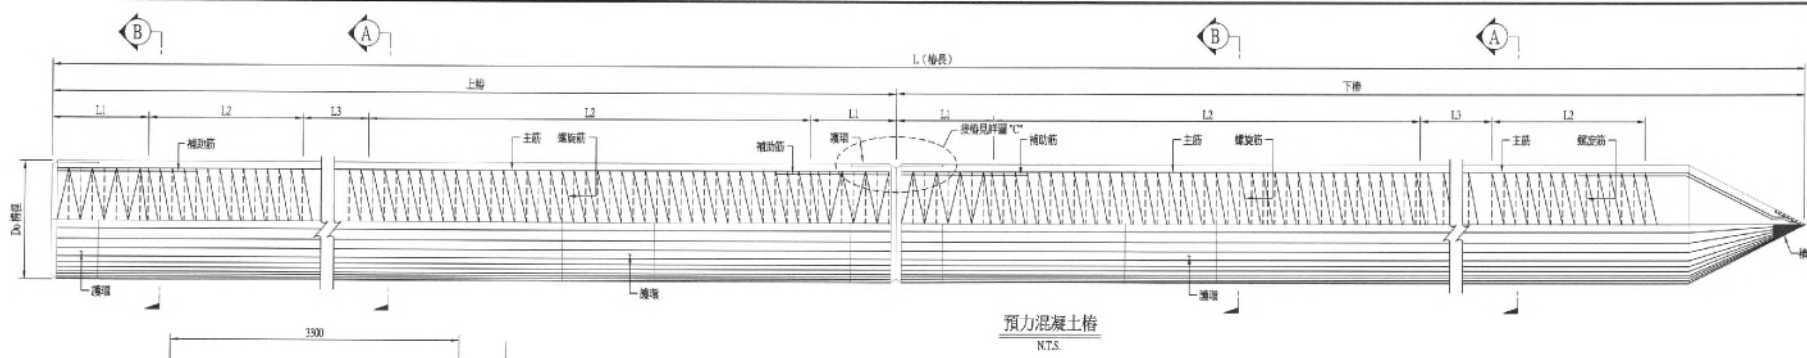 B
A
B
A
L（樁長）
上樁
下樁
L1
L2
L3
L2
L1
L1
L2
L3
L2
補助筋
主筋
螺旋筋
補助筋
護環
接樁見詳圖"C"
補助筋
主筋
螺旋筋
主筋
螺旋筋
Do樁徑
護環
護環
護環
預力混凝土樁
N.T.S.
3300